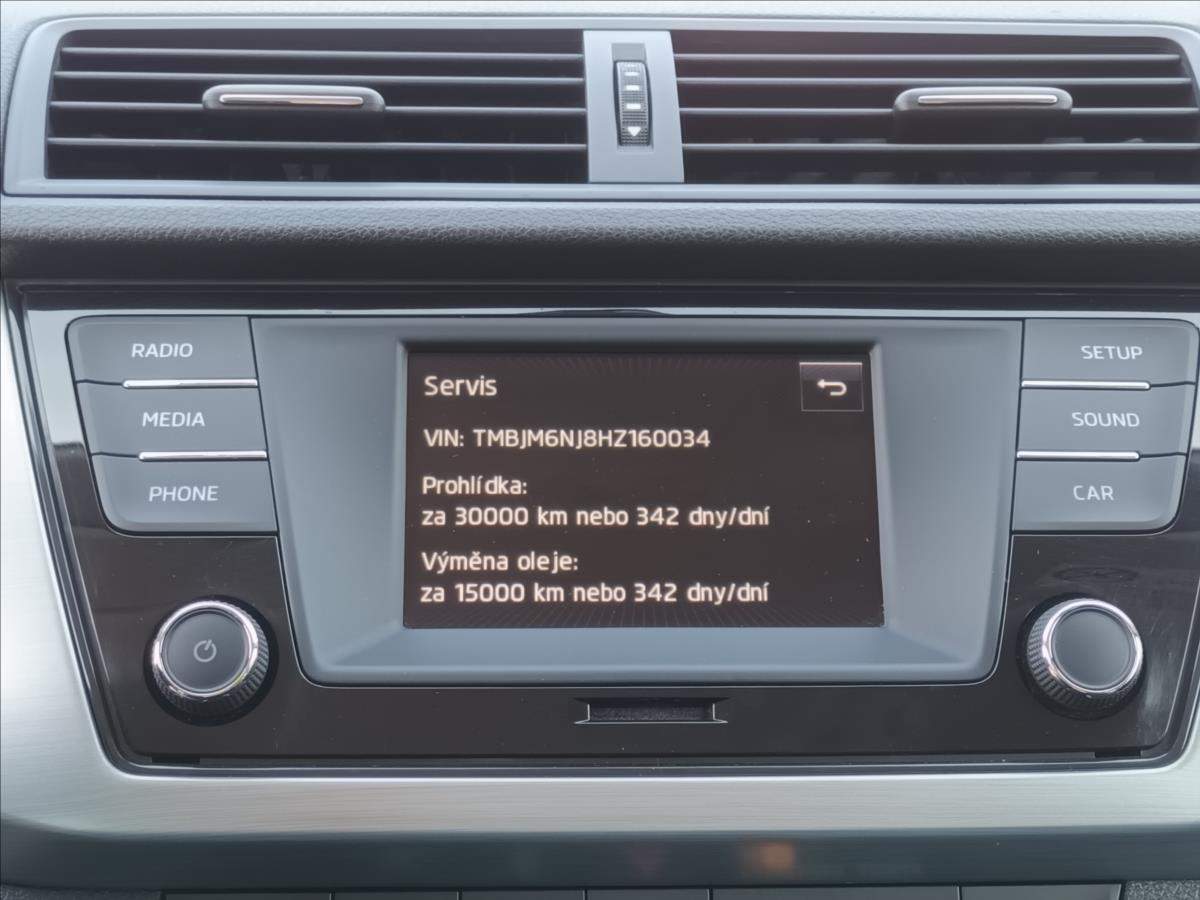 RADIO
MEDIA
PHONE
Servis
VIN: TMBJM6NJ8HZ160034
Prohlídka:
za 30000 km nebo 342 dny/dní
Výměna oleje:
za 15000 km nebo 342 dny/dní
SETUP
SOUND
CAR